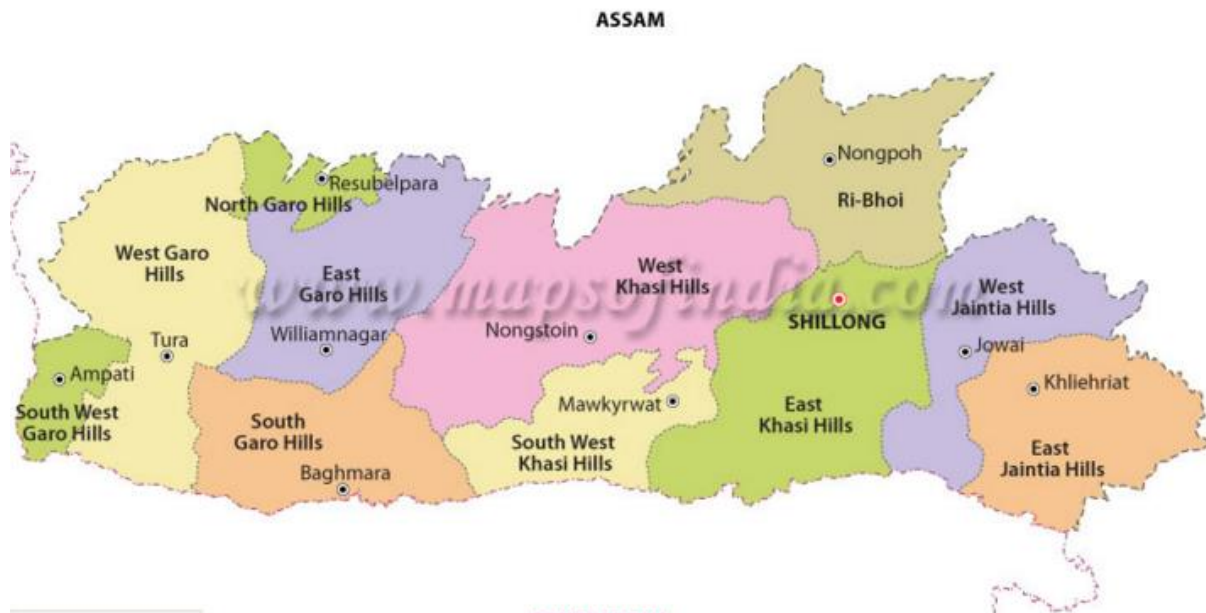 ASSAM
Nongpoh
Resubelpara
North Garo Hills
Ri-Bhoi
West Garo
Hills
East
Garo Hills
West
Khasi Hills
West
Jaintia Hills
www.mapsofindia.com
SHILLONG
Tura
Williamnagar
Nongstoin
Jowai
Ampati
Khliehriat
South West
Garo Hills
South
Garo Hills
Mawkyrwat
East
Khasi Hills
South West
Khasi Hills
East
Jaintia Hills
Baghmara